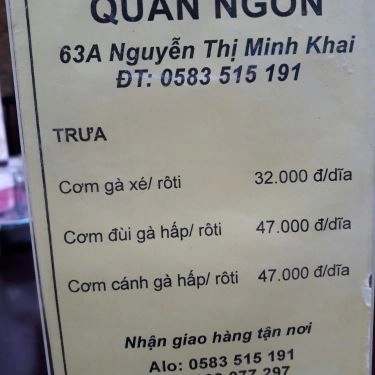 QUÁN NGON
63A Nguyễn Thị Minh Khai
ĐT: 0583 515 191
TRƯA
Cơm gà xé/ rôti 32.000 đ/dĩa
Cơm đùi gà hấp/ rôti 47.000 đ/dĩa
Cơm cánh gà hấp/ rôti 47.000 đ/dĩa
Nhận giao hàng tận nơi
Alo: 0583 515 191
077 297